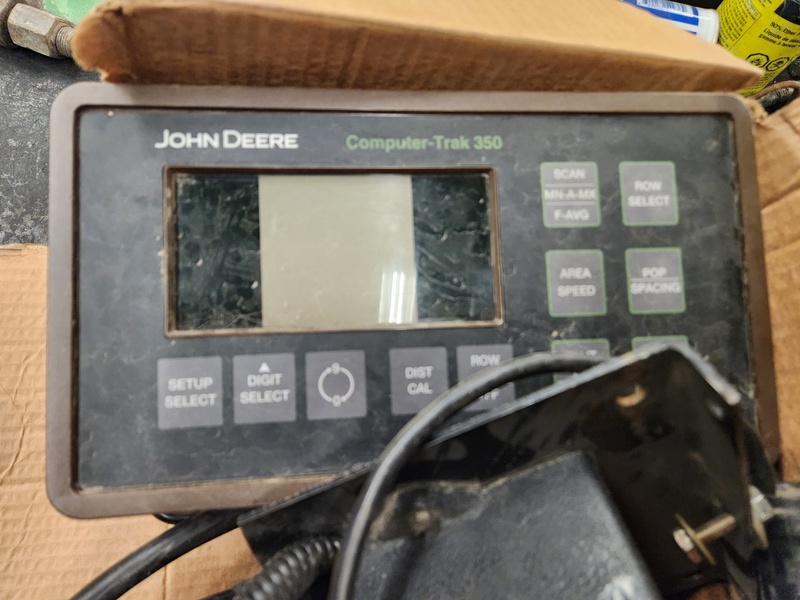 JOHN DEERE
Computer-Trak 350
SCAN
MN-A-MX
F-AVG
ROW
SELECT
AREA
SPEED
POP
SPACING
SETUP
SELECT
DIGIT
SELECT
DIST
CAL
ROW